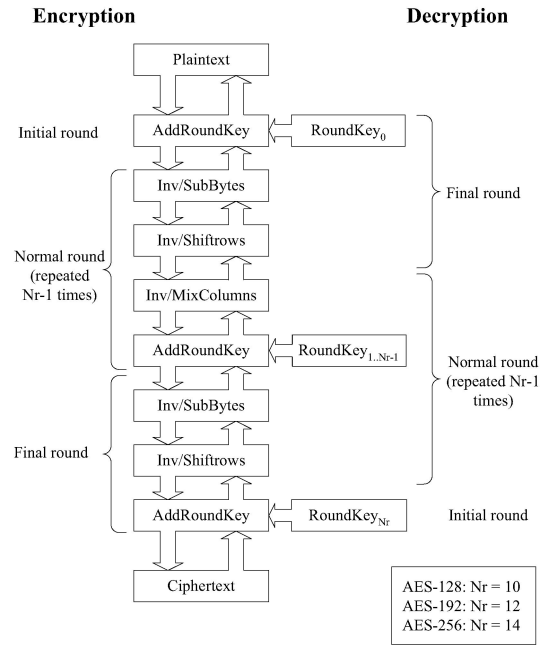 Encryption
Decryption
Plaintext
Initial round
AddRoundKey
RoundKey0
Inv/SubBytes
Final round
Inv/Shiftrows
Normal round
(repeated
Nr-1 times)
Inv/MixColumns
AddRoundKey
RoundKey1..Nr-1
Normal round
(repeated Nr-1
times)
Inv/SubBytes
Final round
Inv/Shiftrows
AddRoundKey
RoundKeyNr
Initial round
Ciphertext
AES-128: Nr = 10
AES-192: Nr = 12
AES-256: Nr = 14